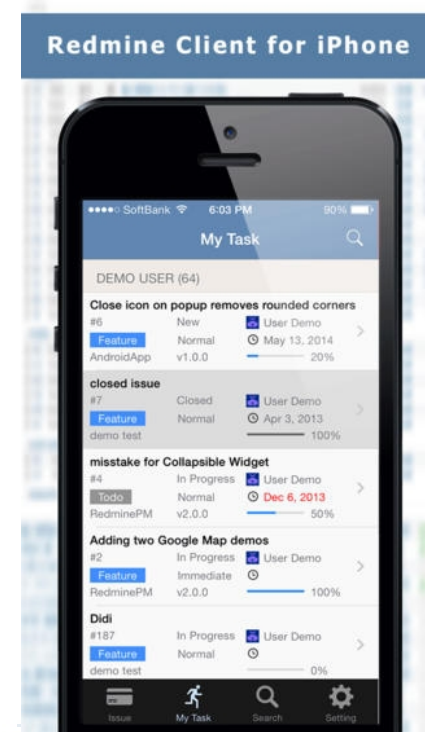 Redmine Client for iPhone
SoftBank 6:03 PM 90%
My Task
DEMO USER (64)
Close icon on popup removes rounded corners
#6 New User Demo
Feature Normal May 13, 2014
AndroidApp v1.0.0 20%
closed issue
#7 Closed User Demo
Feature Normal Apr 3, 2013
demo test 100%
misstake for Collapsible Widget
#4 In Progress User Demo
Todo Normal Dec 6, 2013
RedminePM v2.0.0 50%
Adding two Google Map demos
#2 In Progress User Demo
Feature Immediate
RedminePM v2.0.0 100%
Didi
#187 In Progress User Demo
Feature Normal
demo test 0%
Issue My Task Search Setting